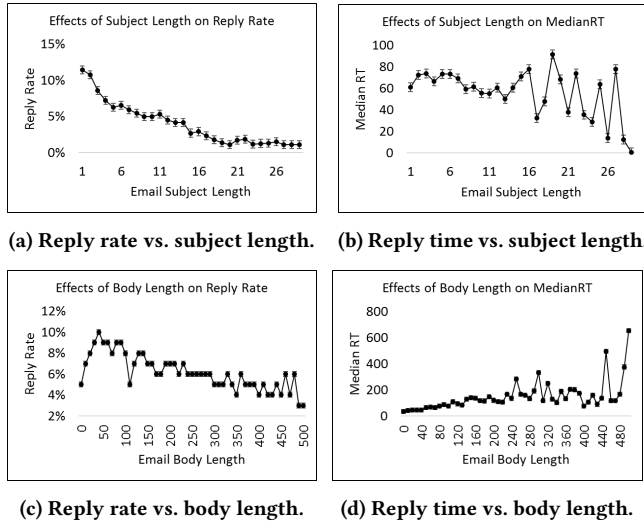 Effects of Subject Length on Reply Rate
15%
10%
5%
0%
Reply Rate
1 6 11 16 21 26
Email Subject Length
(a) Reply rate vs. subject length.
Effects of Subject Length on MedianRT
100
80
60
40
20
0
Median RT
1 6 11 16 21 26
Email Subject Length
(b) Reply time vs. subject length.
Effects of Body Length on Reply Rate
12%
10%
8%
6%
4%
2%
Reply Rate
0 50 100 150 200 250 300 350 400 450 500
Email Body Length
(c) Reply rate vs. body length.
Effects of Body Length on MedianRT
800
600
400
200
0
Median RT
0 40 80 120 160 200 240 280 320 360 400 440 480
Email Body Length
(d) Reply time vs. body length.